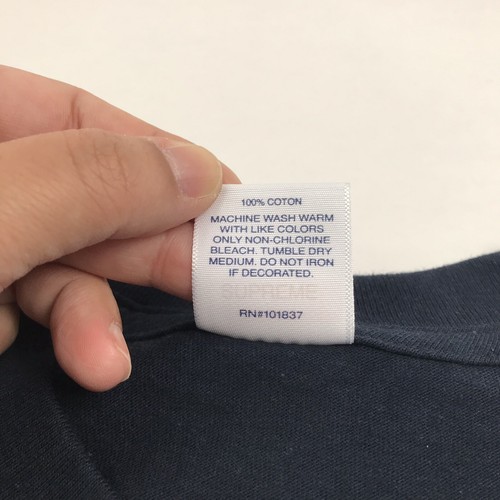 100% COTON
MACHINE WASH WARM
WITH LIKE COLORS
ONLY NON-CHLORINE
BLEACH. TUMBLE DRY
MEDIUM. DO NOT IRON
IF DECORATED.
SUPREME
RN#101837